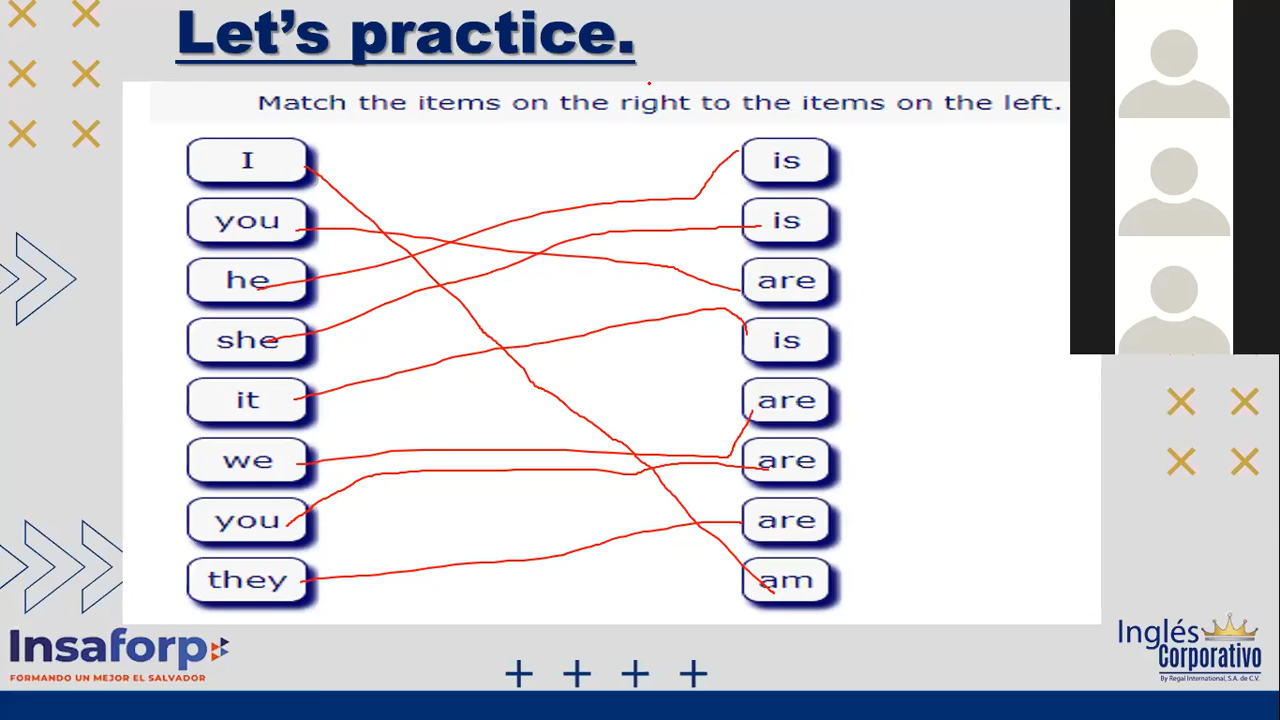 Let's practice.
Match the items on the right to the items on the left.
I is
you is
he are
she is
it are
we are
you are
they am
Insaforp
FORMANDO UN MEJOR EL SALVADOR
Inglés
Corporativo
By Regal International, S.A. de C.V.